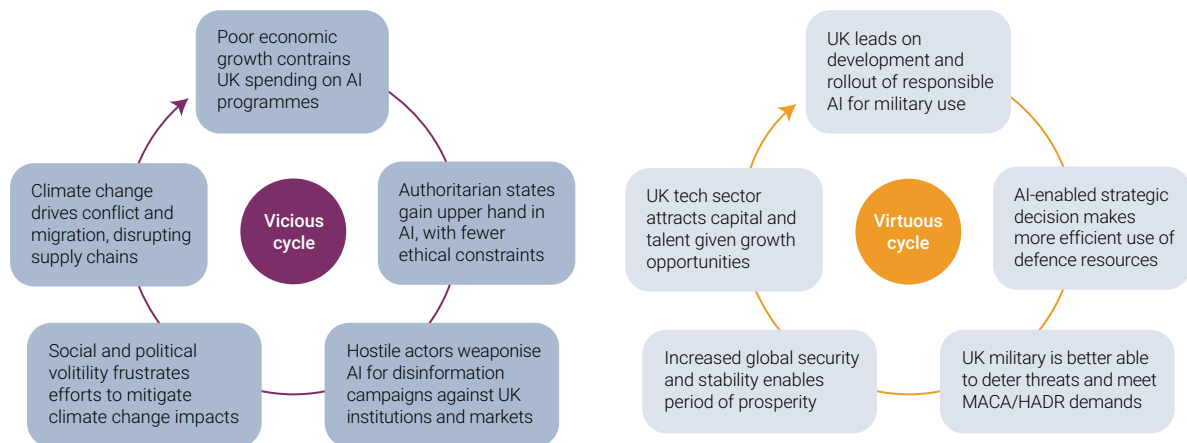 Poor economic
growth contrains
UK spending on AI
programmes
Authoritarian states
gain upper hand in
AI, with fewer
ethical constraints
Hostile actors weaponise
AI for disinformation
campaigns against UK
institutions and markets
Social and political
volitility frustrates
efforts to mitigate
climate change impacts
Climate change
drives conflict and
migration, disrupting
supply chains
Vicious
cycle
UK leads on
development and
rollout of responsible
AI for military use
AI-enabled strategic
decision makes
more efficient use of
defence resources
UK military is better able
to deter threats and meet
MACA/HADR demands
Increased global security
and stability enables
period of prosperity
UK tech sector
attracts capital and
talent given growth
opportunities
Virtuous
cycle